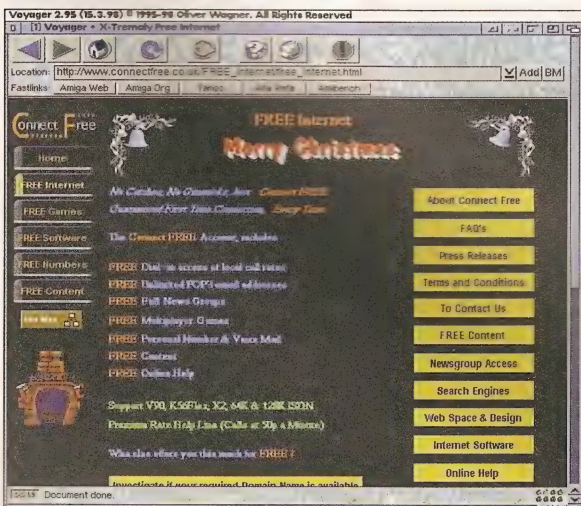 Voyager 2.95 (15.3.98) © 1995-98 Oliver Wagner. All Rights Reserved
[1] Voyager • X-Tremely Free Internet
Location: http://www.connectfree.co.uk/FREE_internet/free_internet.html
Add BM
Fastlinks: Amiga Web Amiga Org Yahoo Alta Vista Aminench
Connect Free
Home
FREE Internet
FREE Games
FREE Software
FREE Numbers
FREE Content
Site Map
FREE Internet
Merry Christmas
No Catches, No Gimmicks, Just Connect FREE
Guaranteed First Time Connection, Every Time
The Connect FREE Account, includes
FREE Dial-in access at local call rates
FREE Unlimited POP3 email addresses
FREE Full News Groups
FREE Multiplayer Games
FREE Personal Number & Voice Mail
FREE Content
FREE Online Help
Support V90, K56Flex, X2, 64K & 128K ISDN
Premium Rate Help Line (Calls at 50p a Minute)
Who else offers you this much for FREE ?
Investigate if your required Domain Name is available
About Connect Free
FAQ's
Press Releases
Terms and Conditions
To Contact Us
FREE Content
Newsgroup Access
Search Engines
Web Space & Design
Internet Software
Online Help
Document done.